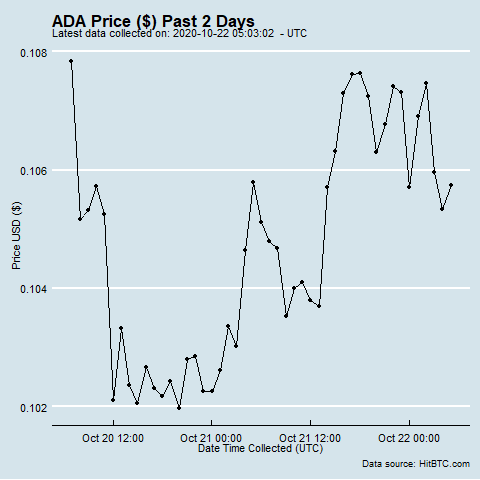 ADA Price ($) Past 2 Days
Latest data collected on: 2020-10-22 05:03:02 - UTC
0.108
0.106
0.104
0.102
Price USD ($)
Oct 20 12:00 Oct 21 00:00 Oct 21 12:00 Oct 22 00:00
Date Time Collected (UTC)
Data source: HitBTC.com